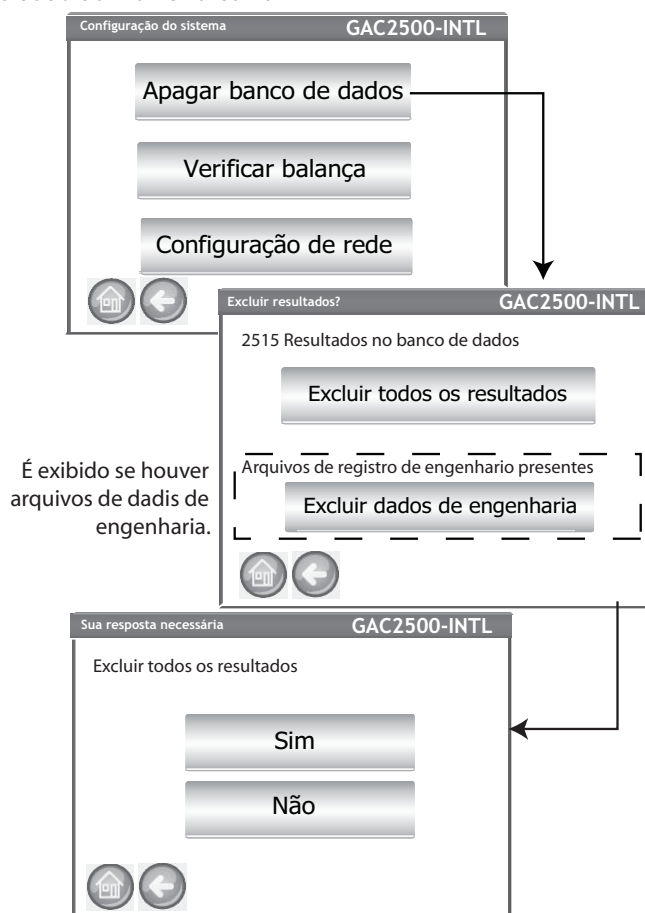 Configuração do sistema GAC2500-INTL
Apagar banco de dados
Verificar balança
Configuração de rede
Excluir resultados? GAC2500-INTL
2515 Resultados no banco de dados
Excluir todos os resultados
É exibido se houver
arquivos de dadis de
engenharia.
Arquivos de registro de engenhario presentes
Excluir dados de engenharia
Sua resposta necessária GAC2500-INTL
Excluir todos os resultados
Sim
Não